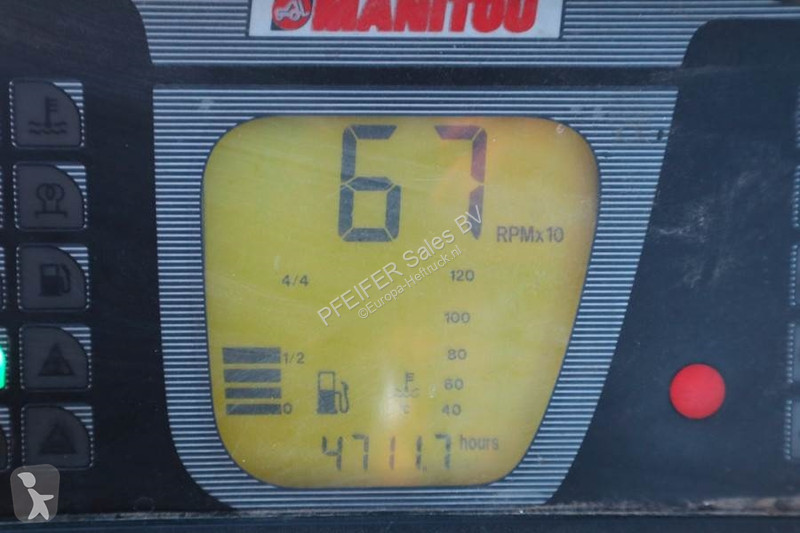 MANITOU
67
RPMx10
4/4
120
100
1/2
80
60
0
40
4711.7 hours
PFEIFER Sales BV
©Europa-Heftruck.nl